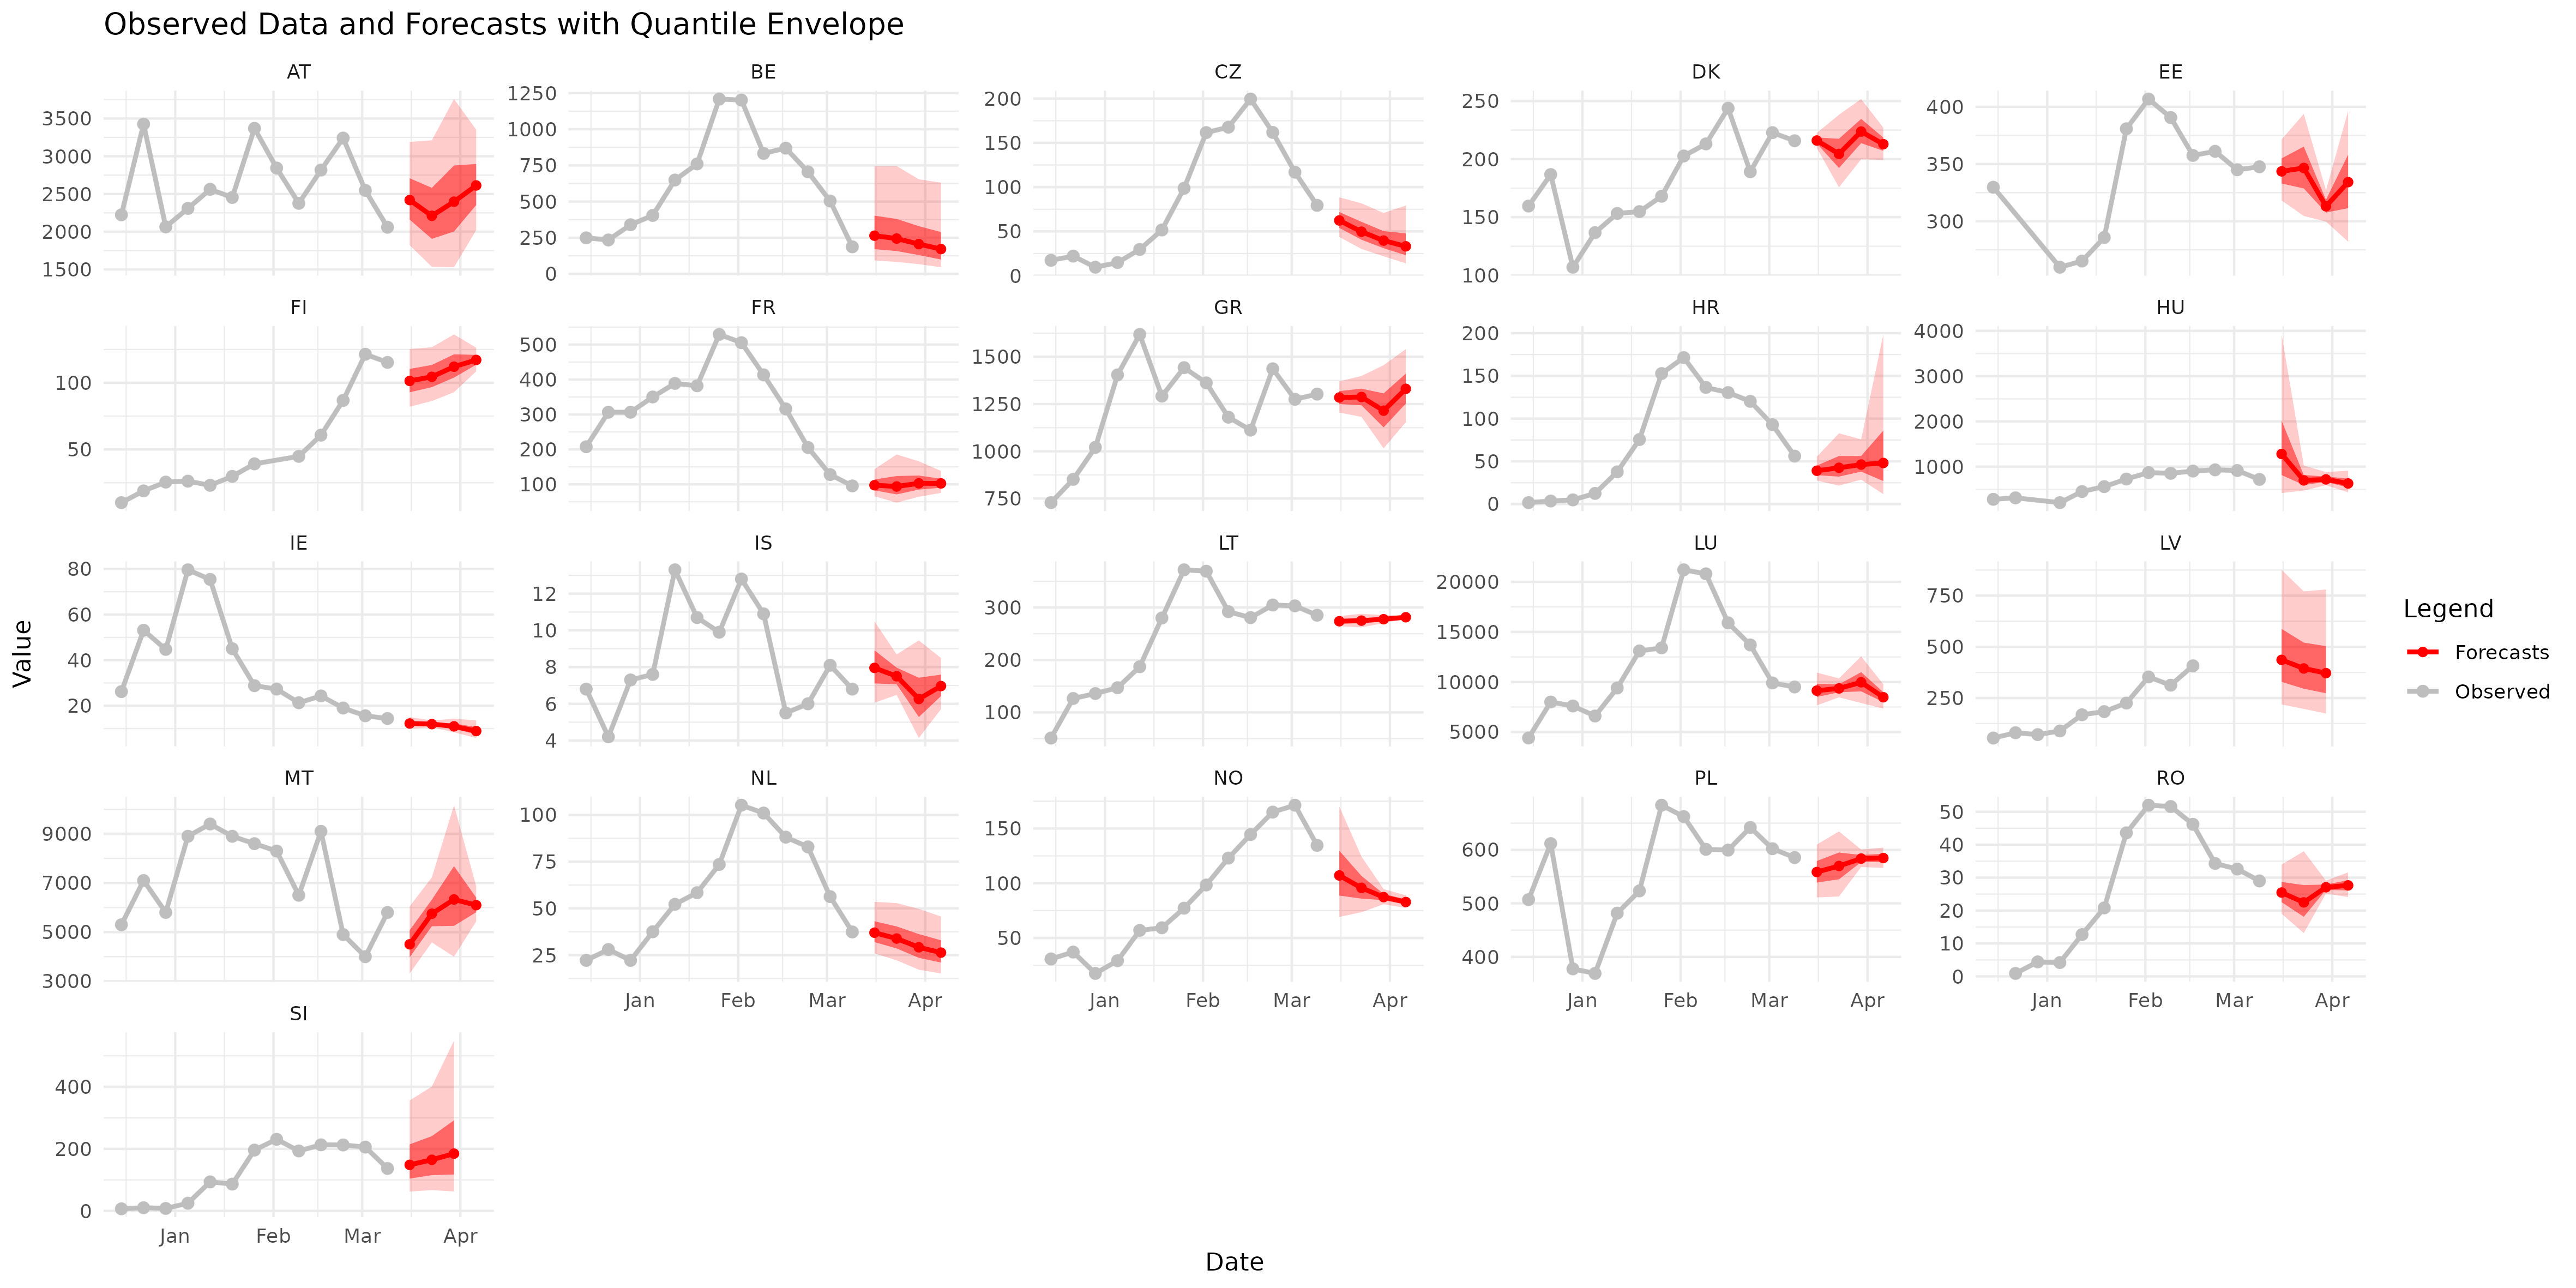 Observed Data and Forecasts with Quantile Envelope
AT
3500
3000
2500
2000
1500
BE
1250
1000
750
500
250
0
CZ
200
150
100
50
0
DK
250
200
150
100
EE
400
350
300
FI
100
50
FR
500
400
300
200
100
GR
1500
1250
1000
750
HR
200
150
100
50
0
HU
4000
3000
2000
1000
IE
80
60
40
20
IS
12
10
8
6
4
LT
300
200
100
LU
20000
15000
10000
5000
LV
750
500
250
MT
9000
7000
5000
3000
NL
100
75
50
25
Jan Feb Mar Apr
NO
150
100
50
Jan Feb Mar Apr
PL
600
500
400
Jan Feb Mar Apr
RO
50
40
30
20
10
0
Jan Feb Mar Apr
SI
400
200
0
Jan Feb Mar Apr
Value
Date
Legend
Forecasts
Observed